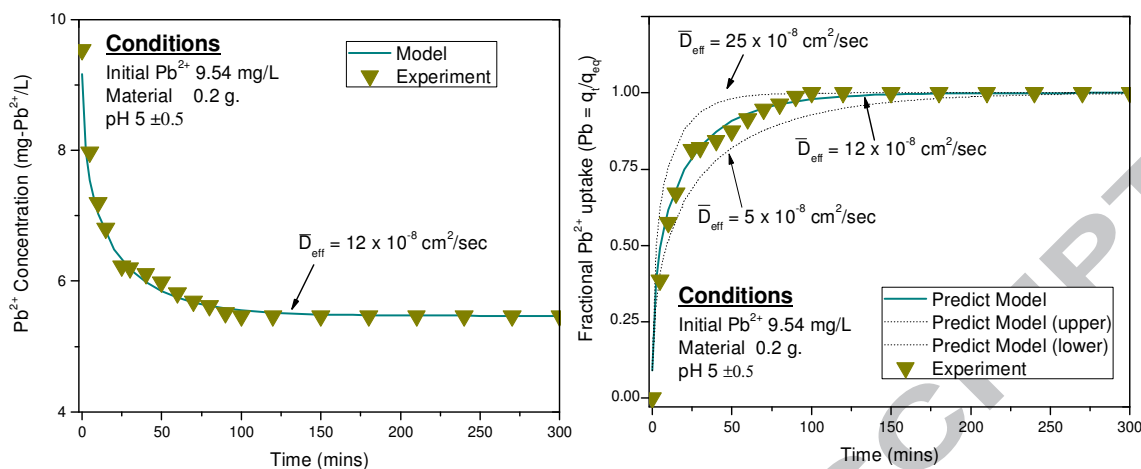 10
8
6
4
0
50
100
150
200
250
300
Pb²⁺ Concentration (mg-Pb²⁺/L)
Time (mins)
Conditions
Initial Pb²⁺ 9.54 mg/L
Material 0.2 g.
pH 5 ±0.5
Model
Experiment
D̅eff = 12 x 10⁻⁸ cm²/sec
1.00
0.75
0.50
0.25
0.00
0
50
100
150
200
250
300
Fractional Pb²⁺ uptake (Pb = qt/qeq)
Time (mins)
D̅eff = 25 x 10⁻⁸ cm²/sec
D̅eff = 12 x 10⁻⁸ cm²/sec
D̅eff = 5 x 10⁻⁸ cm²/sec
Conditions
Initial Pb²⁺ 9.54 mg/L
Material 0.2 g.
pH 5 ±0.5
Predict Model
Predict Model (upper)
Predict Model (lower)
Experiment
CRIPT